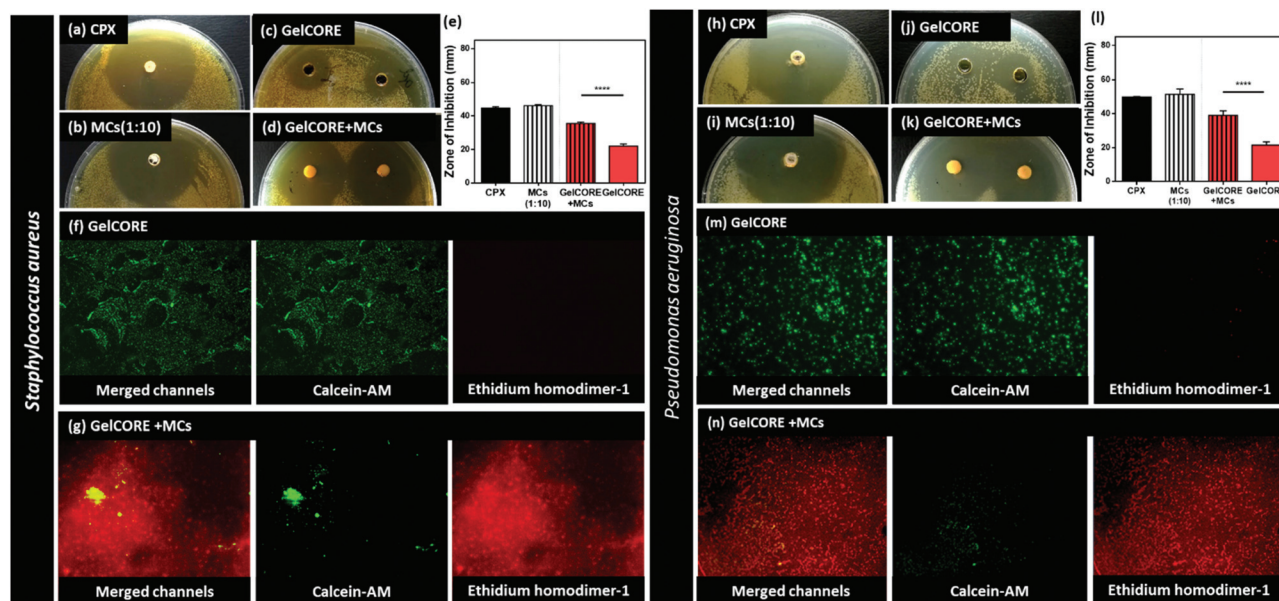 Staphylococcus aureus
(a) CPX
(c) GelCORE
(b) MCs(1:10)
(d) GelCORE+MCs
(e)
Zone of Inhibition (mm)
80
60
40
20
0
****
CPX
MCs
(1:10)
GelCORE
+MCs
GelCORE
(f) GelCORE
Merged channels
Calcein-AM
Ethidium homodimer-1
(g) GelCORE +MCs
Merged channels
Calcein-AM
Ethidium homodimer-1
Pseudomonas aeruginosa
(h) CPX
(j) GelCORE
(i) MCs(1:10)
(k) GelCORE+MCs
(l)
Zone of Inhibition (mm)
80
60
40
20
0
****
CPX
MCs
(1:10)
GelCORE
+MCs
GelCORE
(m) GelCORE
Merged channels
Calcein-AM
Ethidium homodimer-1
(n) GelCORE +MCs
Merged channels
Calcein-AM
Ethidium homodimer-1